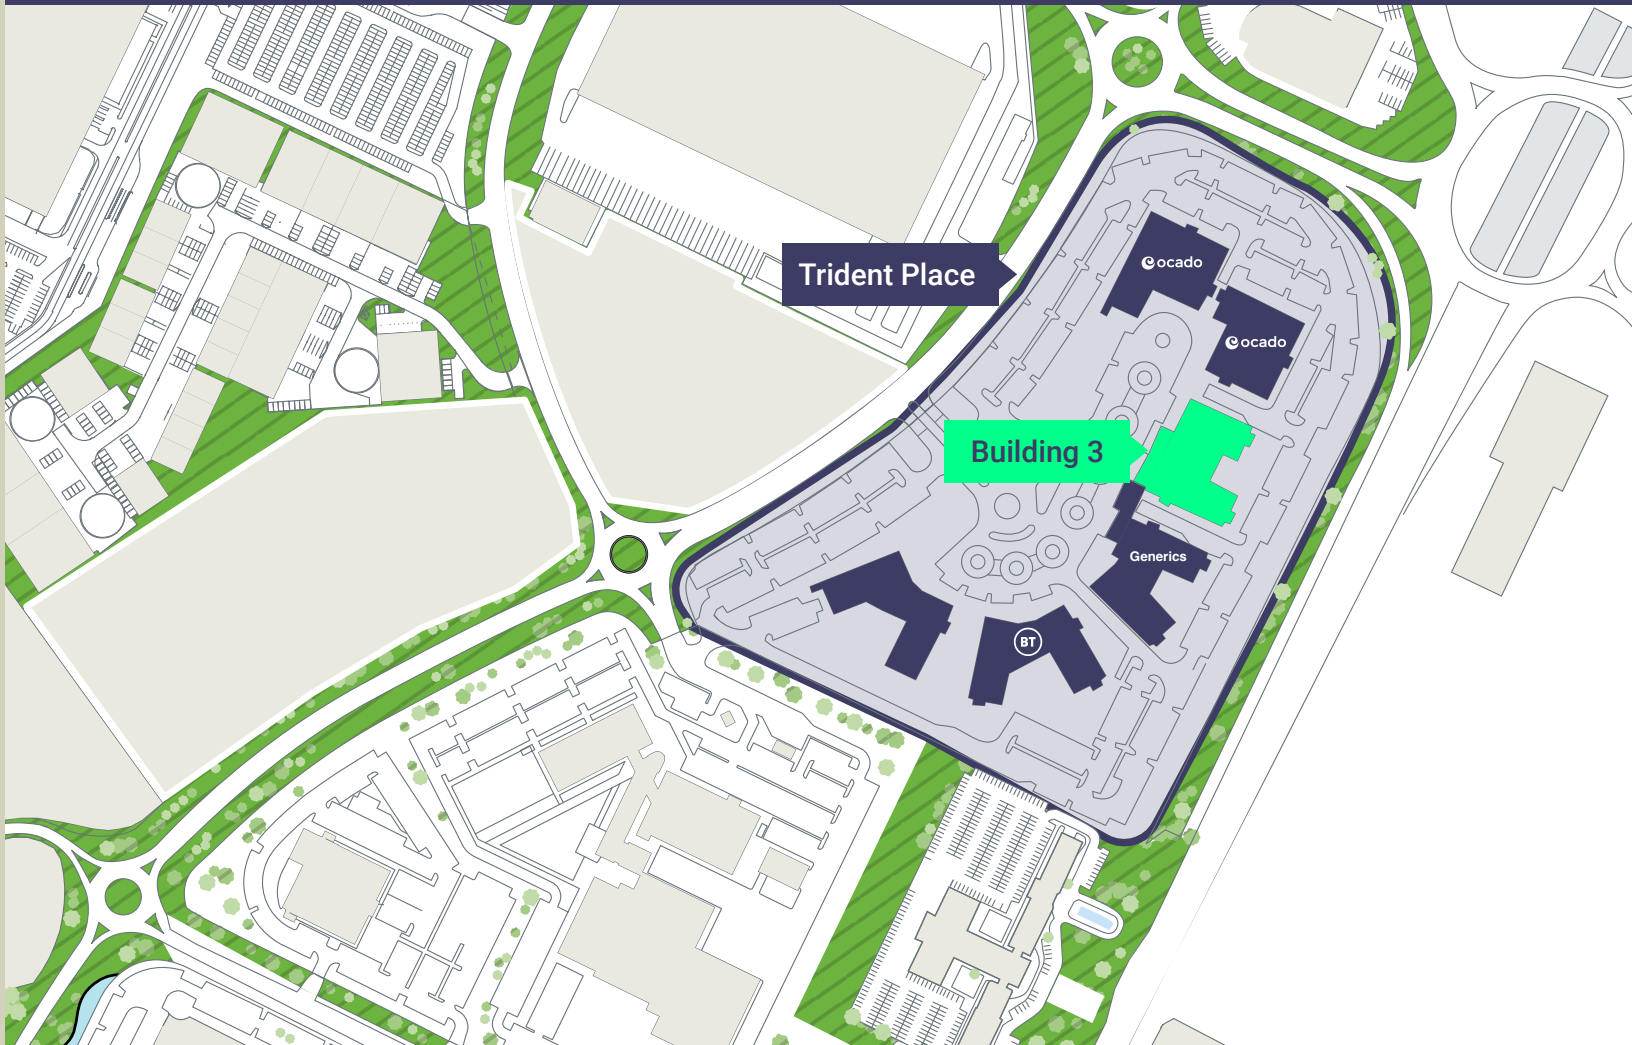 ocado
Trident Place
ocado
Building 3
Generics
BT